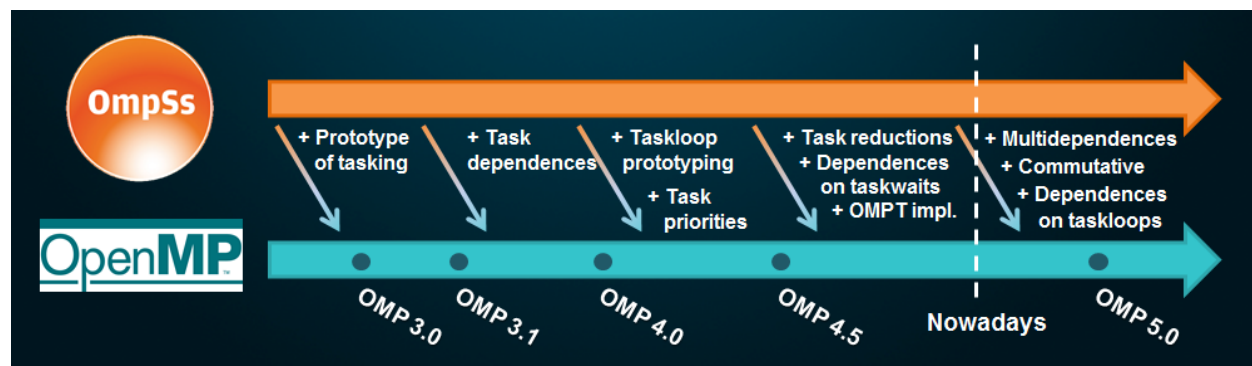 OmpSs
+ Prototype
of tasking
+ Task
dependences
+ Taskloop
prototyping
+ Task
priorities
+ Task reductions
+ Dependences
on taskwaits
+ OMPT impl.
+ Multidependences
+ Commutative
+ Dependences
on taskloops
OpenMP™
OMP 3.0
OMP 3.1
OMP 4.0
OMP 4.5
Nowadays
OMP 5.0